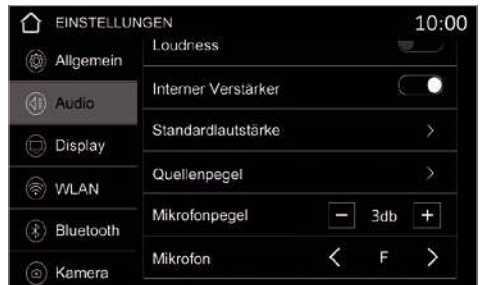 EINSTELLUNGEN 10:00
Allgemein
Audio
Display
WLAN
Bluetooth
Kamera
Loudness
Interner Verstärker
Standardlautstärke >
Quellenpegel >
Mikrofonpegel − 3db +
Mikrofon < F >